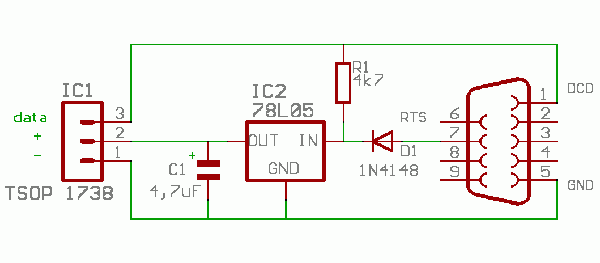 IC1
data
+
-
3
2
1
TSOP 1738
+
C1
4,7uF
IC2
78L05
OUT IN
GND
R1
4k7
D1
1N4148
RTS
6
7
8
9
1
2
3
4
5
DCD
GND